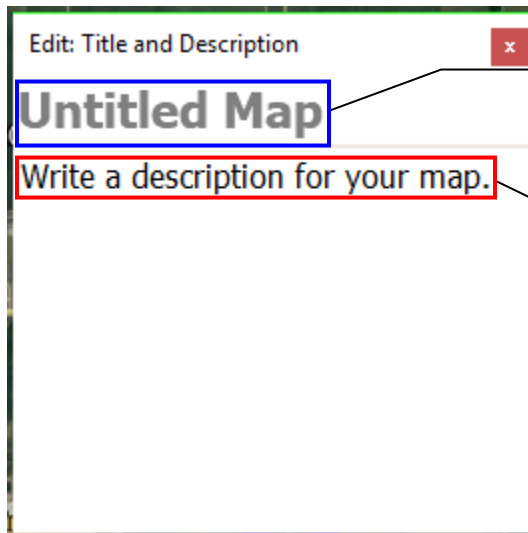 Edit: Title and Description
x
Untitled Map
Write a description for your map.